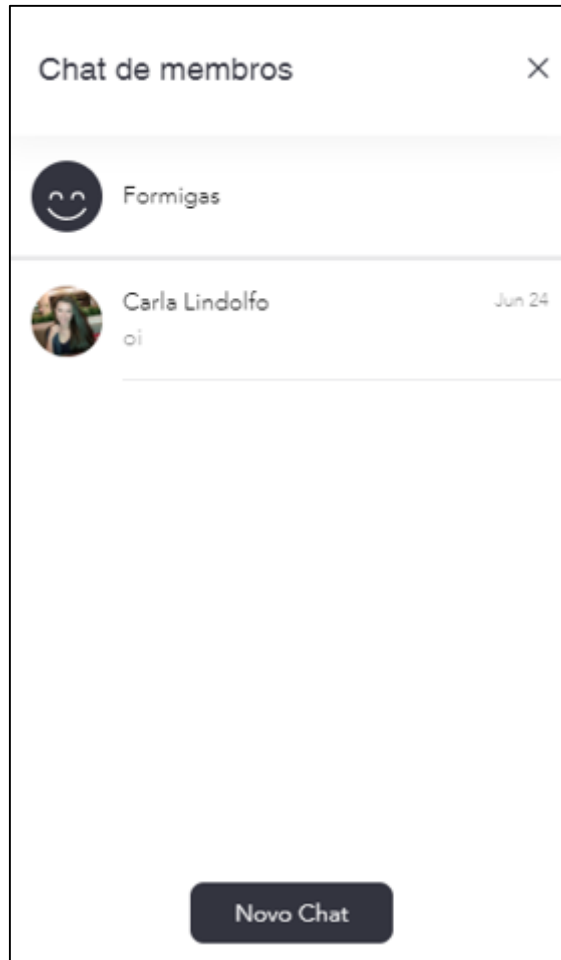 Chat de membros
Formigas
Carla Lindolfo
Jun 24
oi
Novo Chat